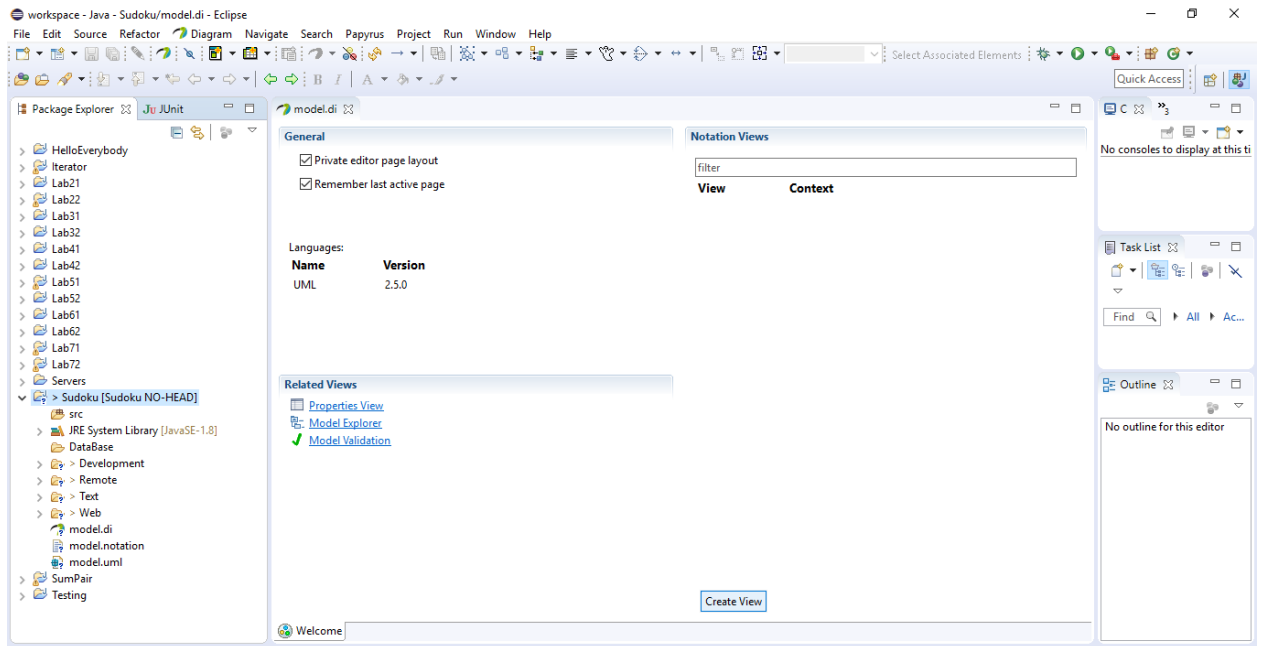 workspace - Java - Sudoku/model.di - Eclipse
File Edit Source Refactor Diagram Navigate Search Papyrus Project Run Window Help
Select Associated Elements
B I A
Quick Access
Package Explorer JUnit
HelloEverybody
Iterator
Lab21
Lab22
Lab31
Lab32
Lab41
Lab42
Lab51
Lab52
Lab61
Lab62
Lab71
Lab72
Servers
> Sudoku [Sudoku NO-HEAD]
src
JRE System Library [JavaSE-1.8]
DataBase
> Development
> Remote
> Text
> Web
model.di
model.notation
model.uml
SumPair
Testing
model.di
General
Private editor page layout
Remember last active page
Languages:
Name Version
UML 2.5.0
Related Views
Properties View
Model Explorer
Model Validation
Notation Views
filter
View Context
Create View
Welcome
C »3
No consoles to display at this ti
Task List
Find All Ac...
Outline
No outline for this editor